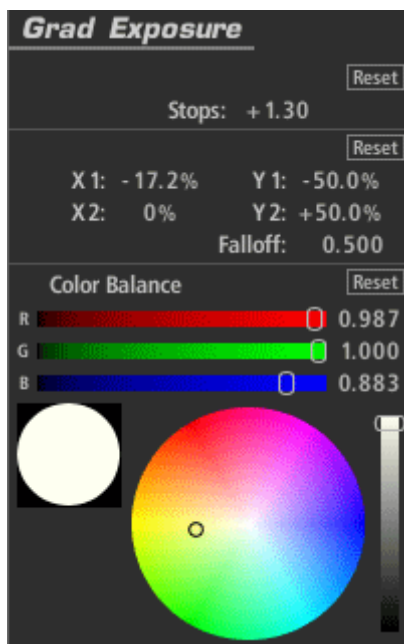 Grad Exposure
Reset
Stops: +1.30
Reset
X 1: -17.2% Y 1: -50.0%
X 2: 0% Y 2: +50.0%
Falloff: 0.500
Color Balance Reset
R 0.987
G 1.000
B 0.883